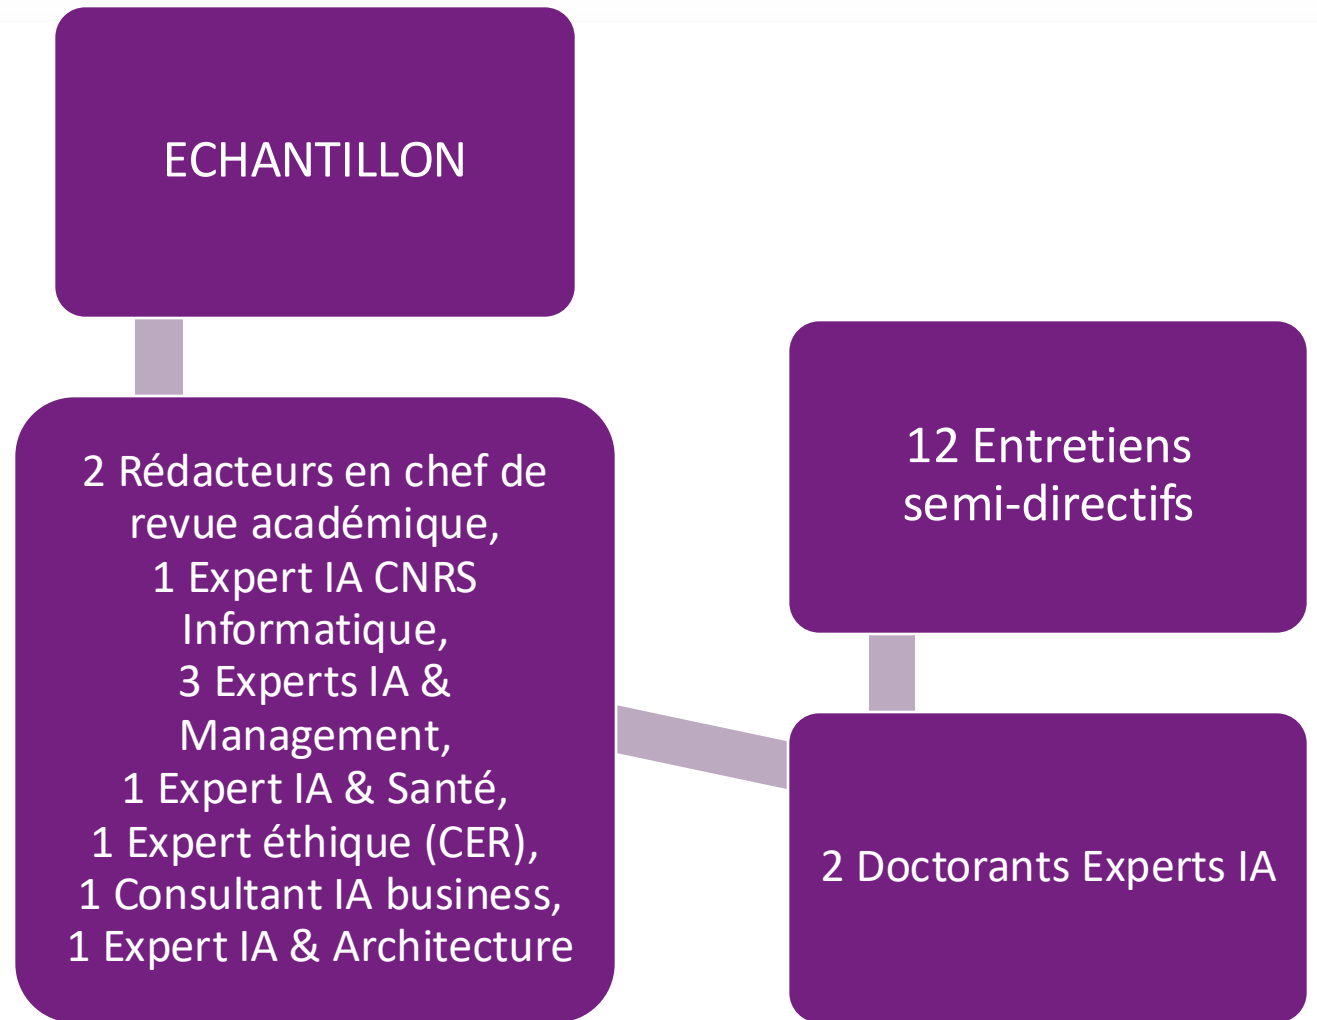 ECHANTILLON
2 Rédacteurs en chef de
revue académique,
1 Expert IA CNRS
Informatique,
3 Experts IA &
Management,
1 Expert IA & Santé,
1 Expert éthique (CER),
1 Consultant IA business,
1 Expert IA & Architecture
2 Doctorants Experts IA
12 Entretiens
semi-directifs